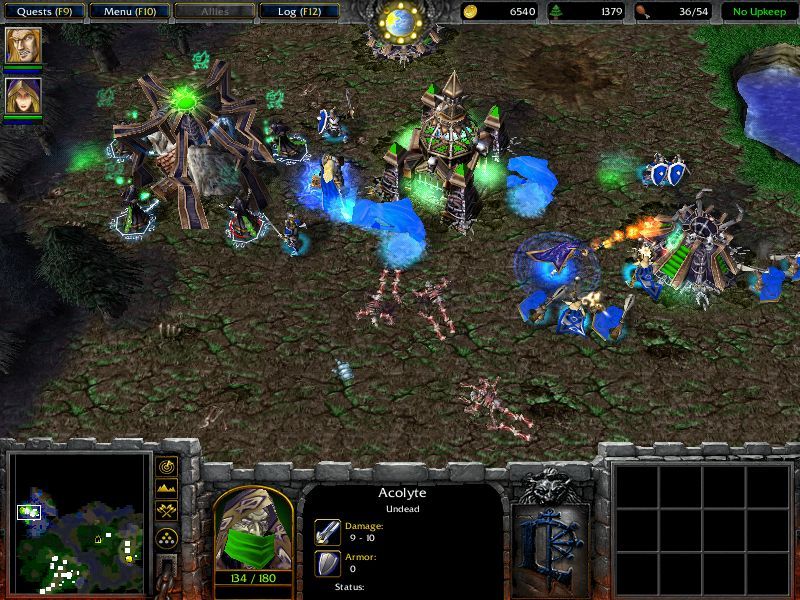 Quests (F9) Menu (F10) Allies Log (F12) 6540 1379 36/54 No Upkeep
Acolyte
Undead
Damage:
9 - 10
Armor:
0
134 / 180
Status: